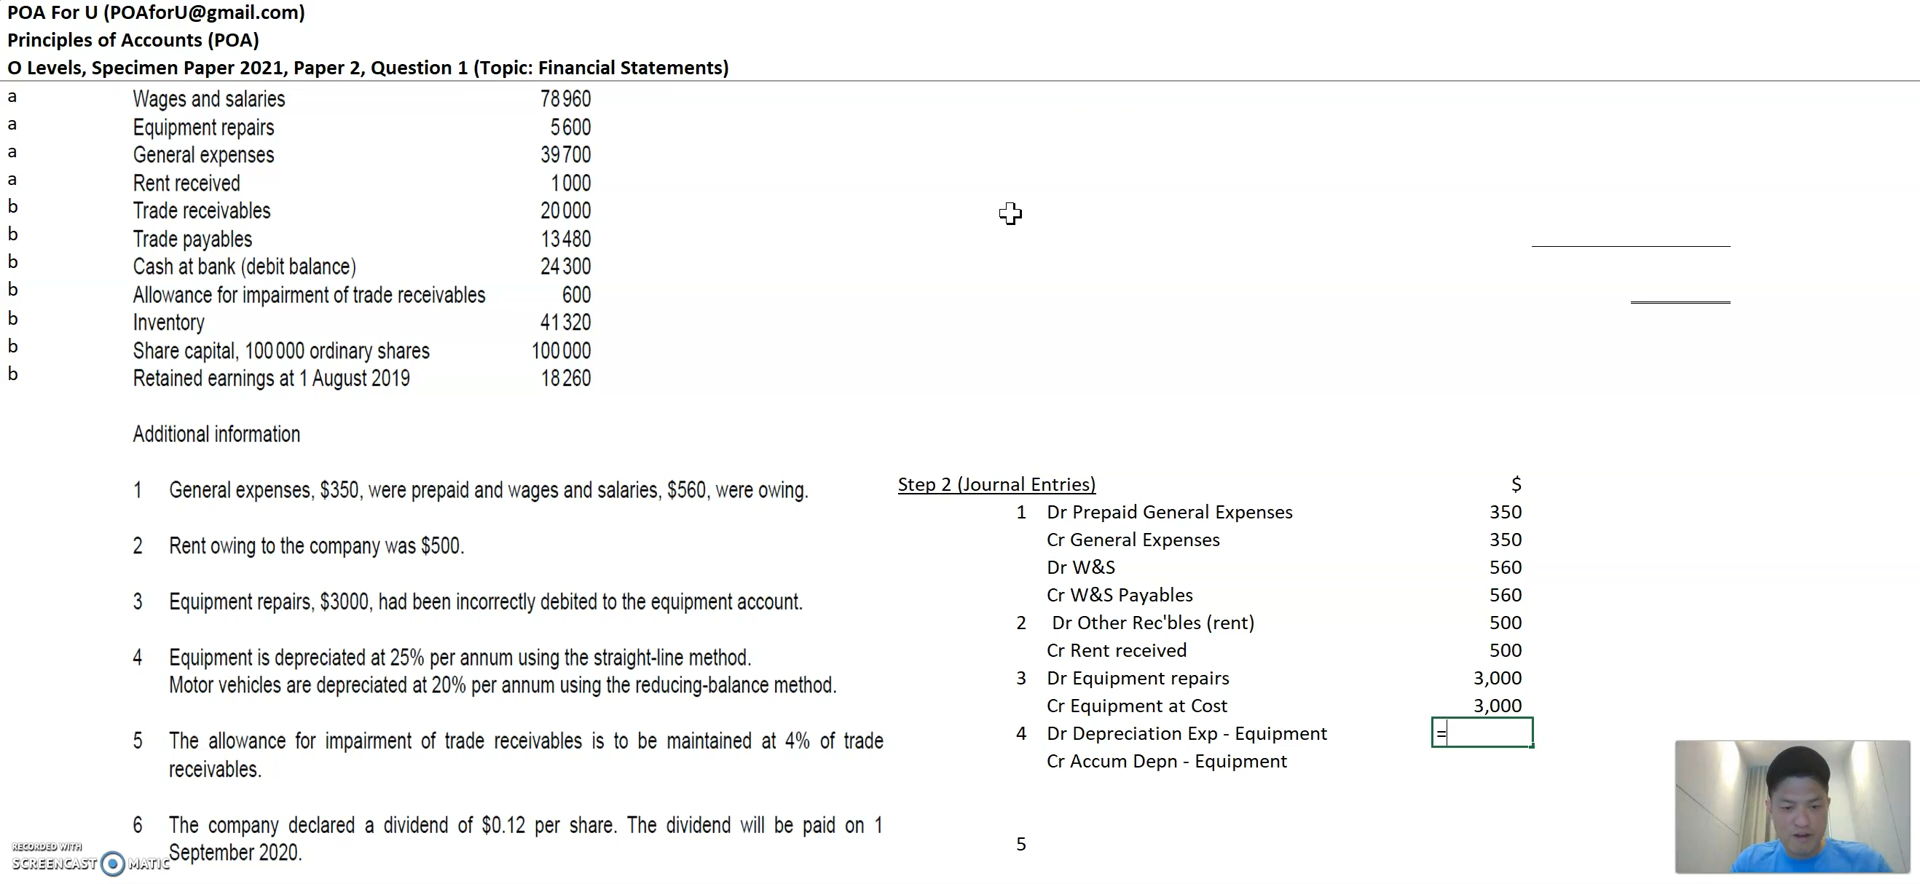 POA For U (POAforU@gmail.com)
Principles of Accounts (POA)
O Levels, Specimen Paper 2021, Paper 2, Question 1 (Topic: Financial Statements)
a Wages and salaries 78960
a Equipment repairs 5600
a General expenses 39700
a Rent received 1000
b Trade receivables 20000
b Trade payables 13480
b Cash at bank (debit balance) 24300
b Allowance for impairment of trade receivables 600
b Inventory 41320
b Share capital, 100000 ordinary shares 100000
b Retained earnings at 1 August 2019 18260
Additional information
1 General expenses, $350, were prepaid and wages and salaries, $560, were owing.
2 Rent owing to the company was $500.
3 Equipment repairs, $3000, had been incorrectly debited to the equipment account.
4 Equipment is depreciated at 25% per annum using the straight-line method.
Motor vehicles are depreciated at 20% per annum using the reducing-balance method.
5 The allowance for impairment of trade receivables is to be maintained at 4% of trade
receivables.
6 The company declared a dividend of $0.12 per share. The dividend will be paid on 1
September 2020.
Step 2 (Journal Entries) $
1 Dr Prepaid General Expenses 350
Cr General Expenses 350
Dr W&S 560
Cr W&S Payables 560
2 Dr Other Rec'bles (rent) 500
Cr Rent received 500
3 Dr Equipment repairs 3,000
Cr Equipment at Cost 3,000
4 Dr Depreciation Exp - Equipment =
Cr Accum Depn - Equipment
5
RECORDED WITH
SCREENCAST MATIC